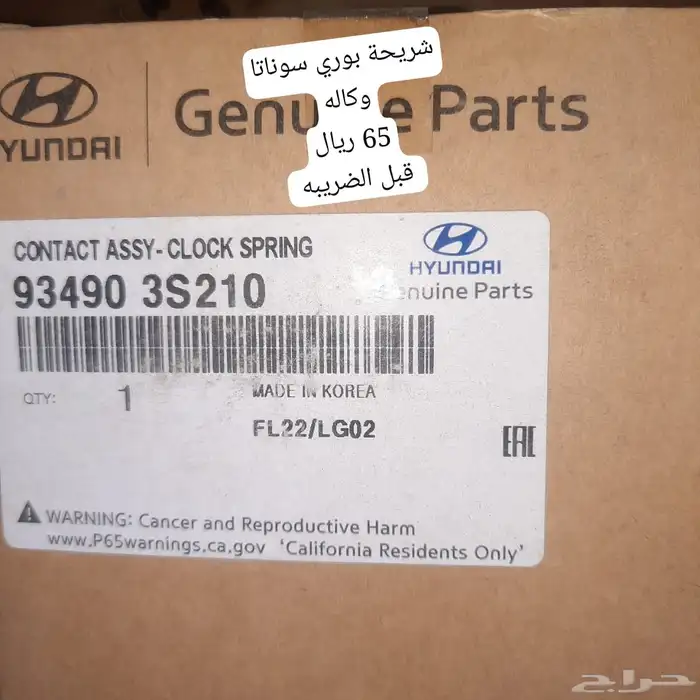 شريحة بوري سوناتا
وكاله
65 ريال
قبل الضريبه
HYUNDAI
Genu e Parts
CONTACT ASSY-CLOCK SPRING
93490 3S210
HYUNDAI
enuine Parts
QTY: 1
MADE IN KOREA
FL22/LG02
EAC
WARNING: Cancer and Reproductive Harm
www.P65warnings.ca.gov 'California Residents Only'
حراج